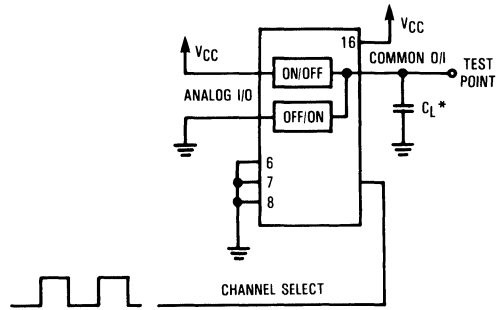 VCC
16
VCC
COMMON O/I
TEST
POINT
ON/OFF
ANALOG I/O
OFF/ON
CL*
6
7
8
CHANNEL SELECT